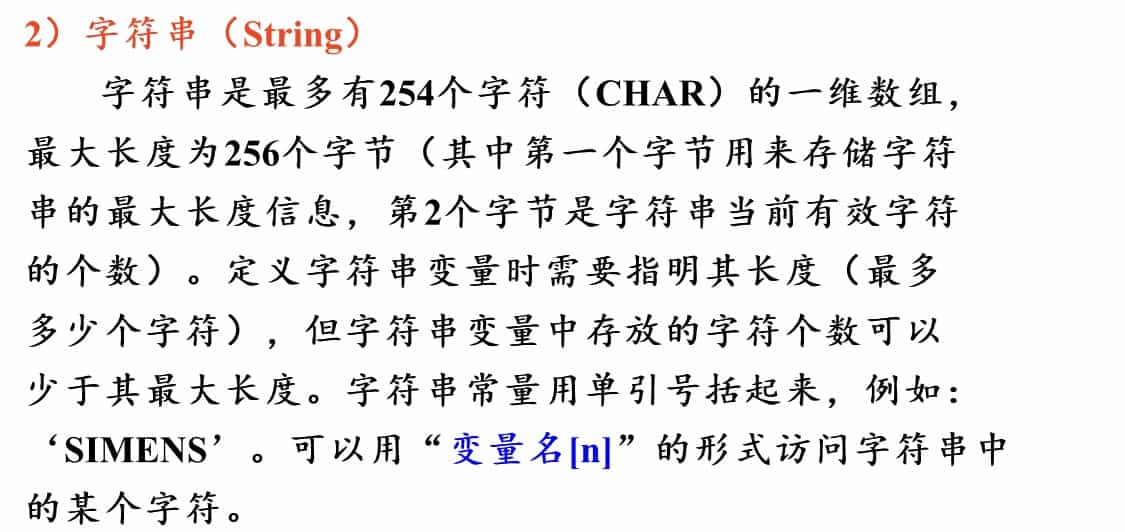 2）字符串（String）
字符串是最多有254个字符（CHAR）的一维数组，
最大长度为256个字节（其中第一个字节用来存储字符
串的最大长度信息，第2个字节是字符串当前有效字符
的个数）。定义字符串变量时需要指明其长度（最多
多少个字符），但字符串变量中存放的字符个数可以
少于其最大长度。字符串常量用单引号括起来，例如：
‘SIMENS’。可以用“变量名[n]”的形式访问字符串中
的某个字符。